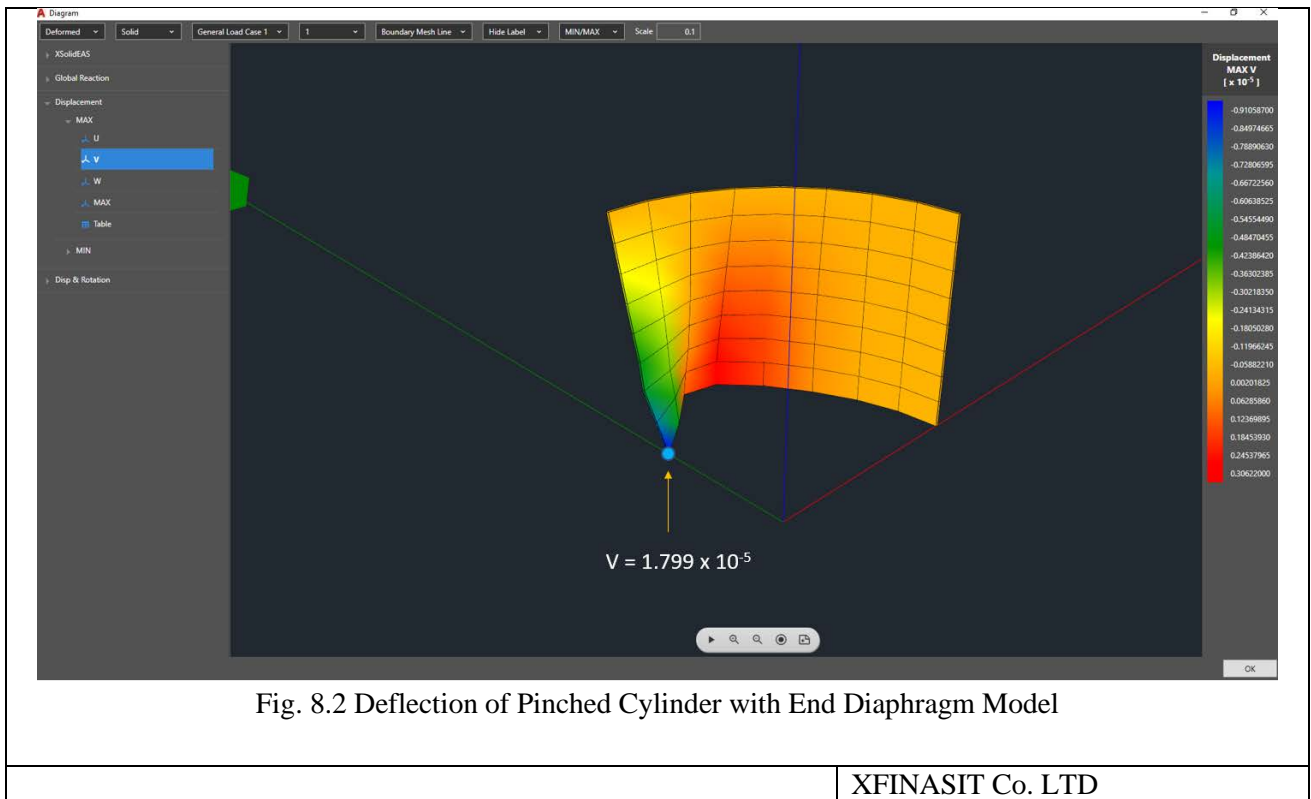 Diagram
Deformed Solid General Load Case 1 1 Boundary Mesh Line Hide Label MIN/MAX Scale 0.1
XSolidEAS
Global Reaction
Displacement
MAX
U
V
W
MAX
Table
MIN
Disp & Rotation
Displacement
MAX V
[ x 10-5 ]
-0.91058700
-0.84974665
-0.78890630
-0.72806595
-0.66722560
-0.60638525
-0.54554490
-0.48470455
-0.42386420
-0.36302385
-0.30218350
-0.24134315
-0.18050280
-0.11966245
-0.05882210
0.00201825
0.06285860
0.12369895
0.18453930
0.24537965
0.30622000
V = 1.799 x 10-5
OK
Fig. 8.2 Deflection of Pinched Cylinder with End Diaphragm Model
XFINASIT Co. LTD